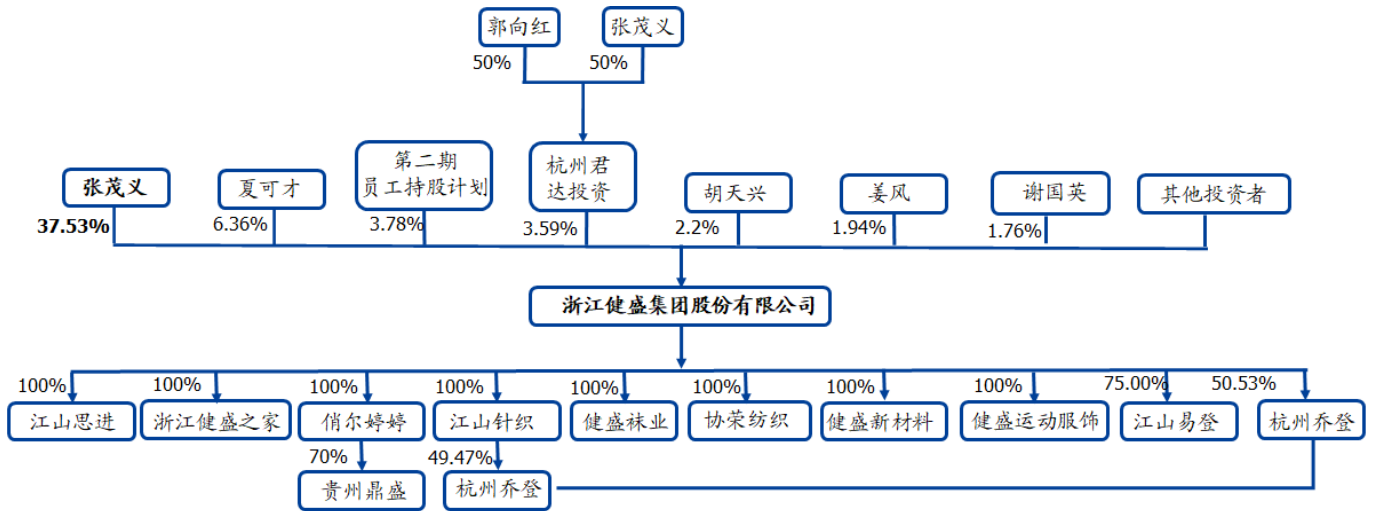 郭向红
张茂义
50%
50%
第二期
员工持股计划
杭州君
达投资
张茂义
夏可才
胡天兴
姜风
谢国英
其他投资者
37.53%
6.36%
3.78%
3.59%
2.2%
1.94%
1.76%
浙江健盛集团股份有限公司
100%
100%
100%
100%
100%
100%
100%
100%
75.00%
50.53%
江山思进
浙江健盛之家
俏尔婷婷
江山针织
健盛袜业
协荣纺织
健盛新材料
健盛运动服饰
江山易登
杭州乔登
70%
49.47%
贵州鼎盛
杭州乔登